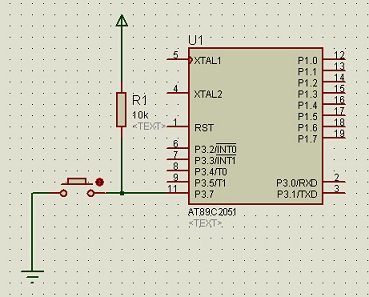 U1
5 XTAL1 P1.0 12
P1.1 13
P1.2 14
4 XTAL2 P1.3 15
P1.4 16
P1.5 17
1 RST P1.6 18
P1.7 19
6 P3.2/INT0
7 P3.3/INT1
8 P3.4/T0
9 P3.5/T1 P3.0/RXD 2
11 P3.7 P3.1/TXD 3
AT89C2051
<TEXT>
R1
10k
<TEXT>